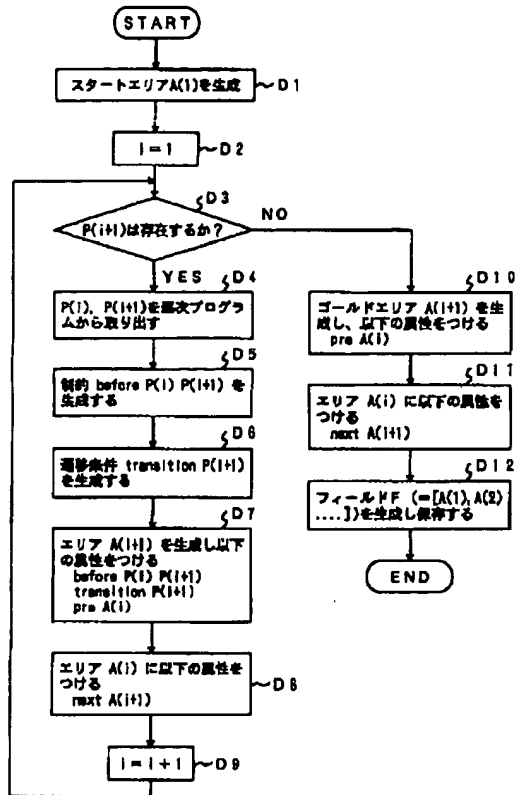 START
スタートエリアA(1)を生成
D1
i=1
D2
D3
P(i+1)は存在するか?
NO
YES
D4
P(i), P(i+1)を逐次プログラ
ムから取り出す
D5
制約 before P(i) P(i+1) を
生成する
D6
遷移条件 transition P(i+1)
を生成する
D7
エリア A(i+1) を生成し以下
の属性をつける
before P(i) P(i+1)
transition P(i+1)
pre A(i)
エリア A(i) に以下の属性を
つける
next A(i+1)
D8
i=i+1
D9
D10
ゴールドエリア A(i+1) を生
成し、以下の属性をつける
pre A(i)
D11
エリア A(i) に以下の属性を
つける
next A(i+1)
D12
フィールドF (=[A(1), A(2)
....])を生成し保存する
END